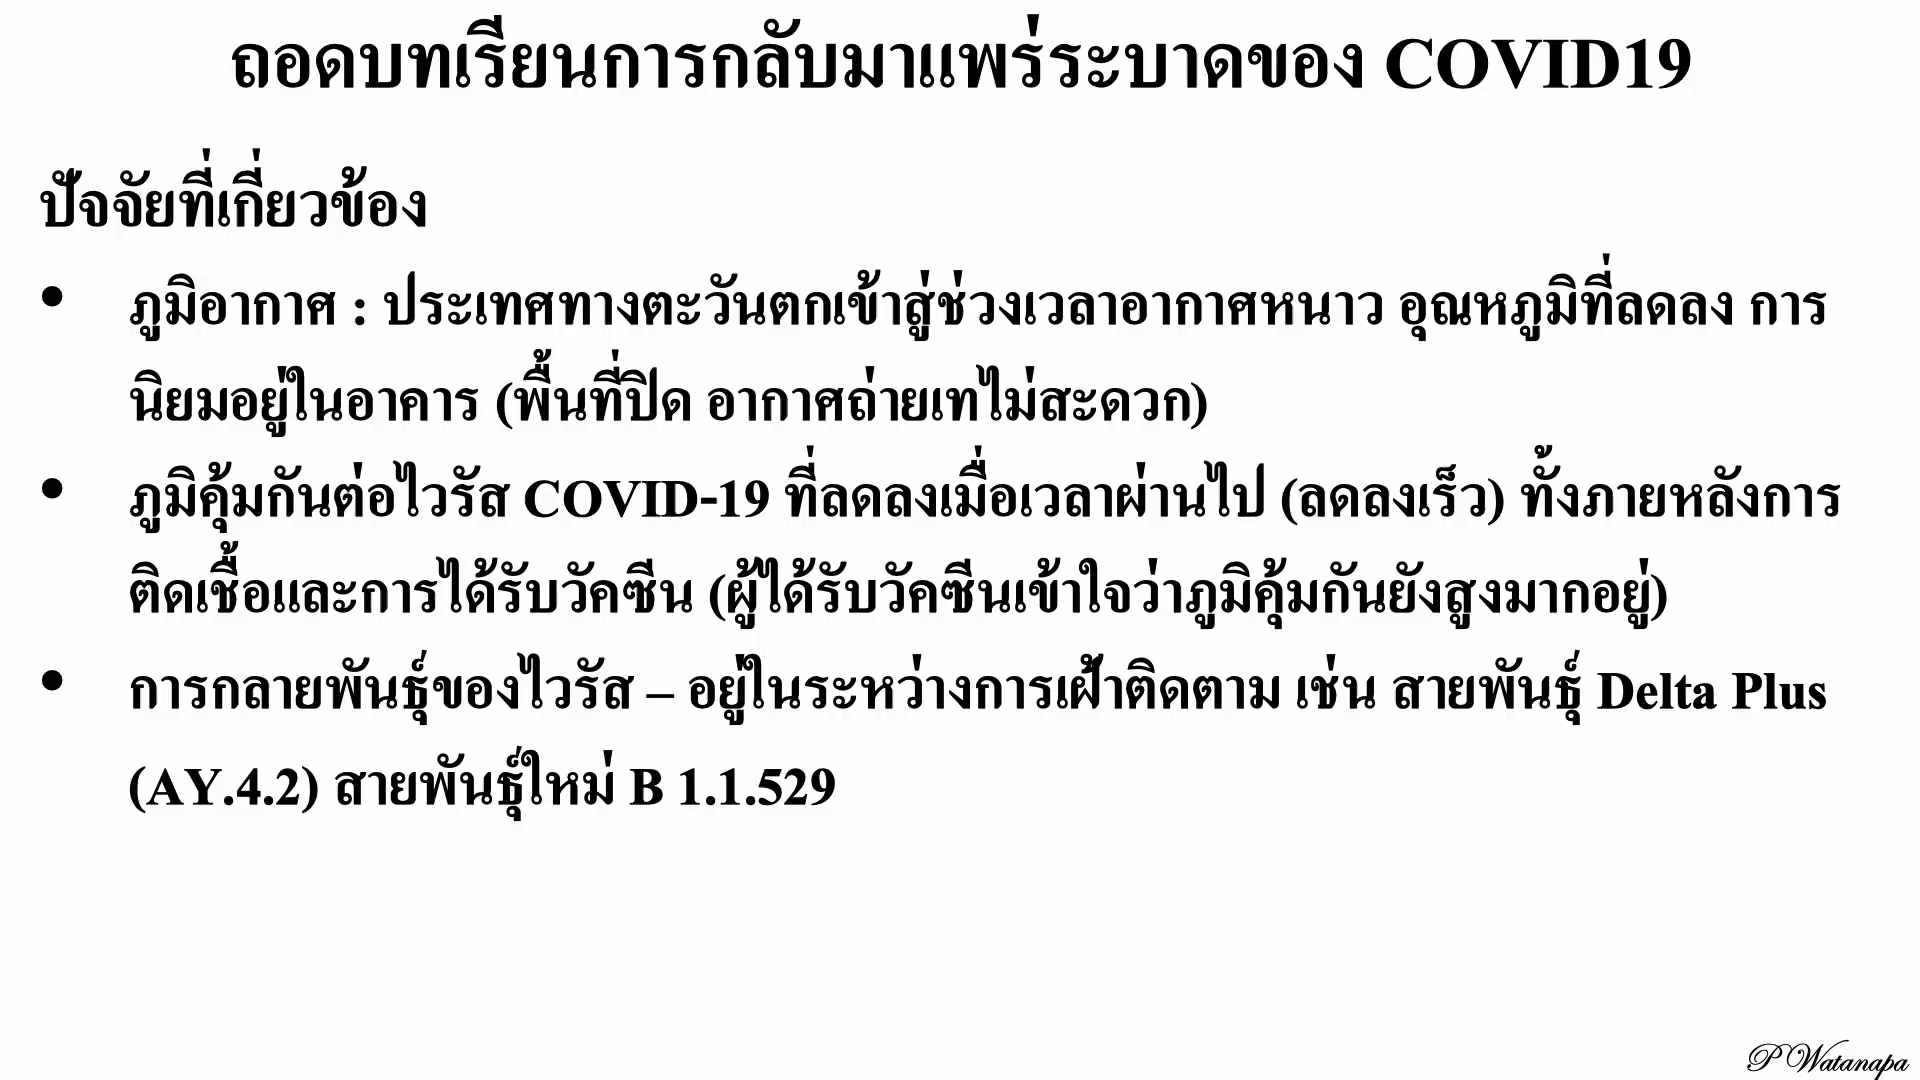 ถอดบทเรียนการกลับมาแพร่ระบาดของ COVID19
ปัจจัยที่เกี่ยวข้อง
• ภูมิอากาศ : ประเทศทางตะวันตกเข้าสู่ช่วงเวลาอากาศหนาว อุณหภูมิที่ลดลง การ
นิยมอยู่ในอาคาร (พื้นที่ปิด อากาศถ่ายเทไม่สะดวก)
• ภูมิคุ้มกันต่อไวรัส COVID-19 ที่ลดลงเมื่อเวลาผ่านไป (ลดลงเร็ว) ทั้งภายหลังการ
ติดเชื้อและการได้รับวัคซีน (ผู้ได้รับวัคซีนเข้าใจว่าภูมิคุ้มกันยังสูงมากอยู่)
• การกลายพันธุ์ของไวรัส – อยู่ในระหว่างการเฝ้าติดตาม เช่น สายพันธุ์ Delta Plus
(AY.4.2) สายพันธุ์ใหม่ B 1.1.529
P Watanapa